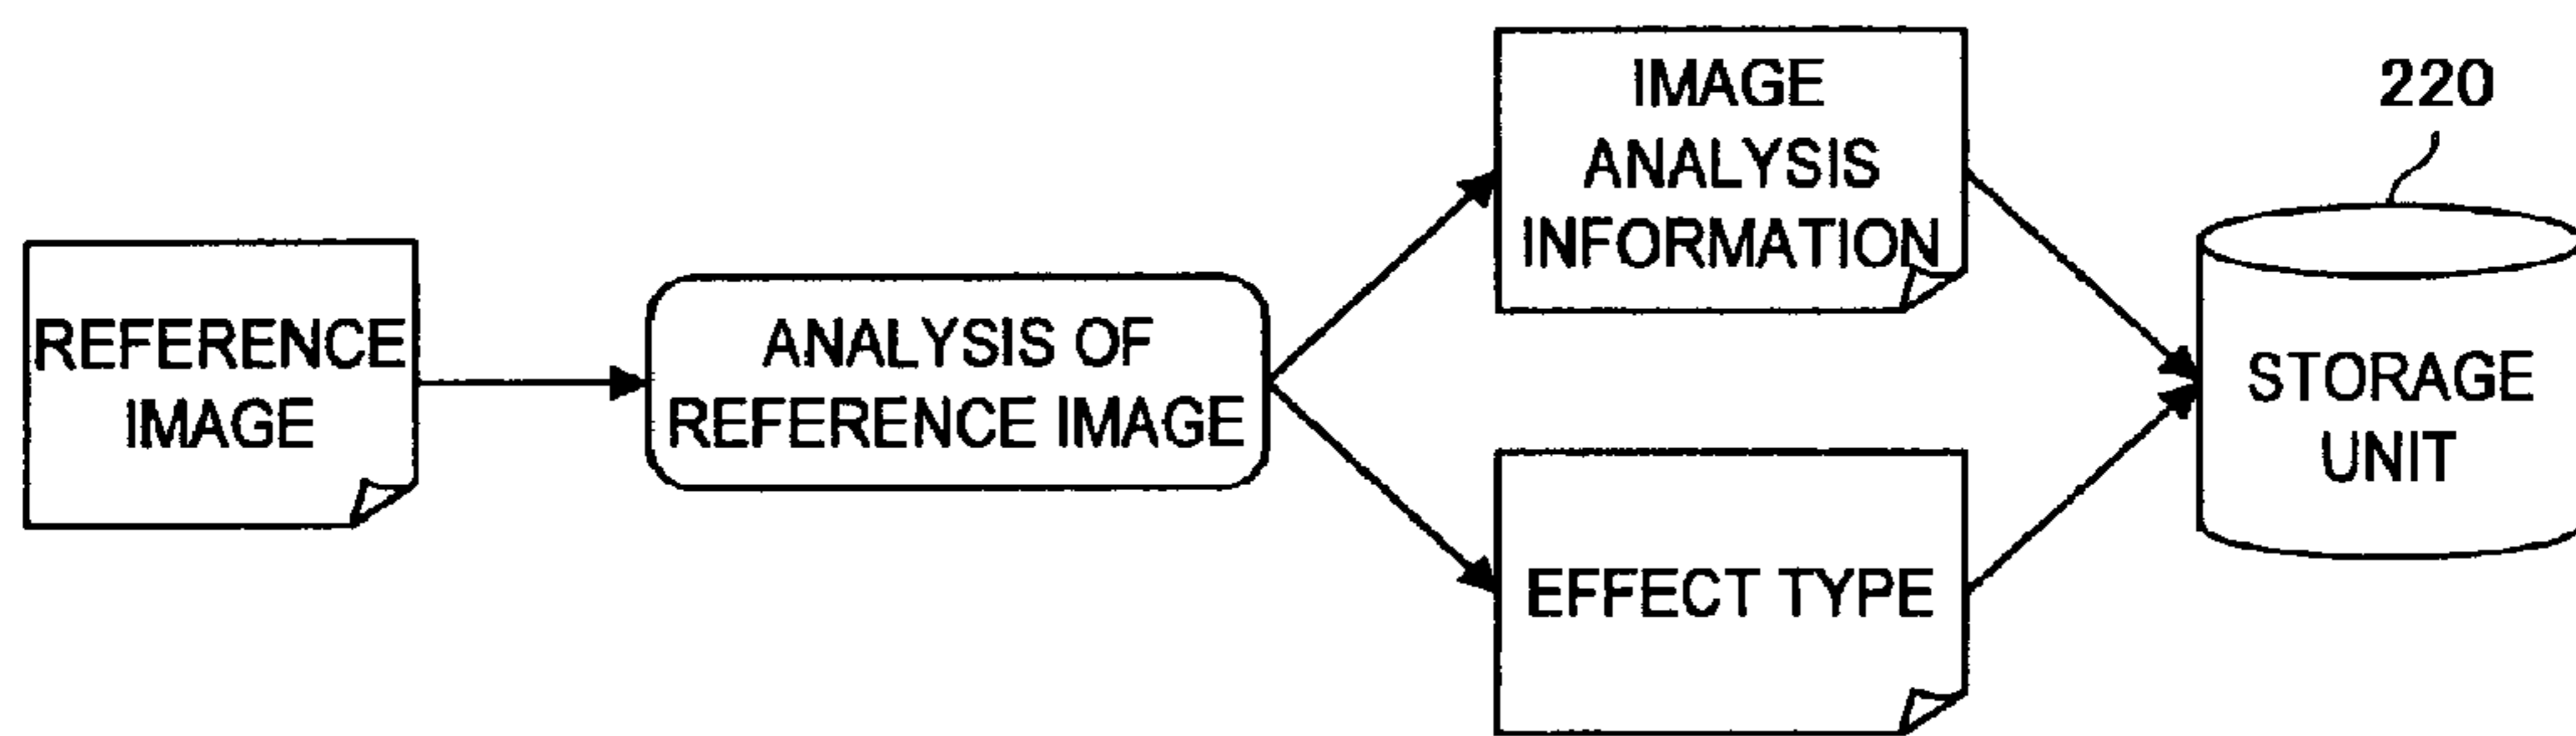 REFERENCE
IMAGE
ANALYSIS OF
REFERENCE IMAGE
IMAGE
ANALYSIS
INFORMATION
EFFECT TYPE
220
STORAGE
UNIT